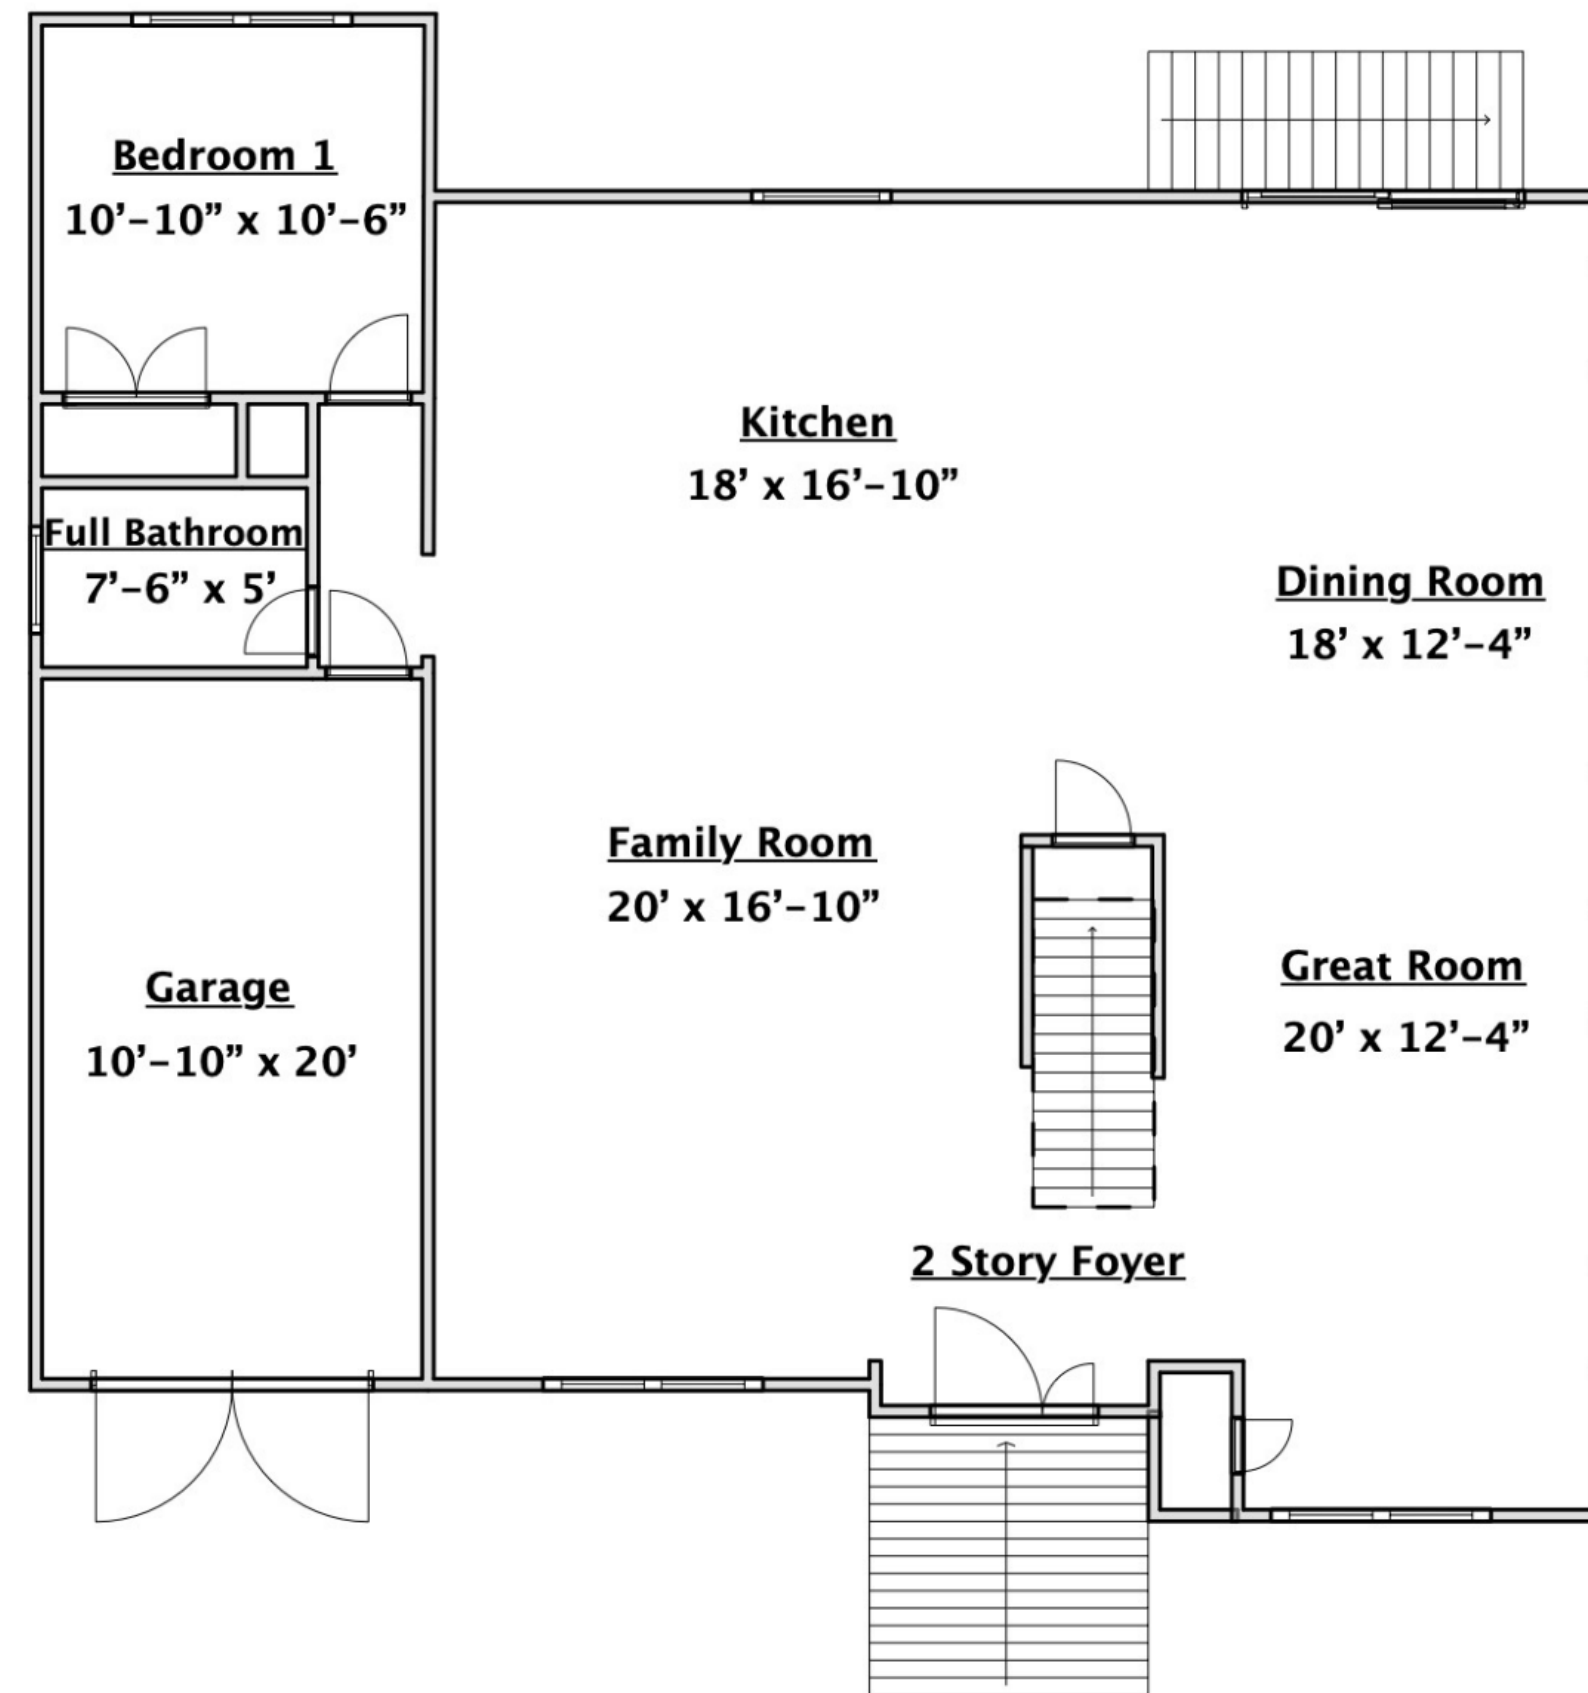 Bedroom 1
10’-10” x 10’-6”
Kitchen
18’ x 16’-10”
Full Bathroom
7’-6” x 5’
Dining Room
18’ x 12’-4”
Family Room
20’ x 16’-10”
Great Room
20’ x 12’-4”
Garage
10’-10” x 20’
2 Story Foyer